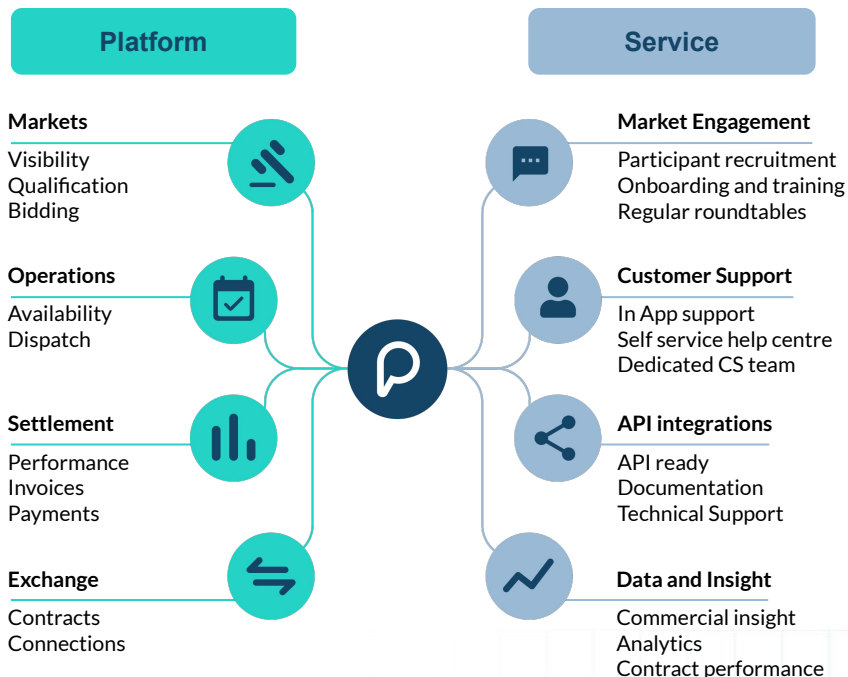 Platform
Service
Markets
Visibility
Qualification
Bidding
Operations
Availability
Dispatch
Settlement
Performance
Invoices
Payments
Exchange
Contracts
Connections
Market Engagement
Participant recruitment
Onboarding and training
Regular roundtables
Customer Support
In App support
Self service help centre
Dedicated CS team
API integrations
API ready
Documentation
Technical Support
Data and Insight
Commercial insight
Analytics
Contract performance